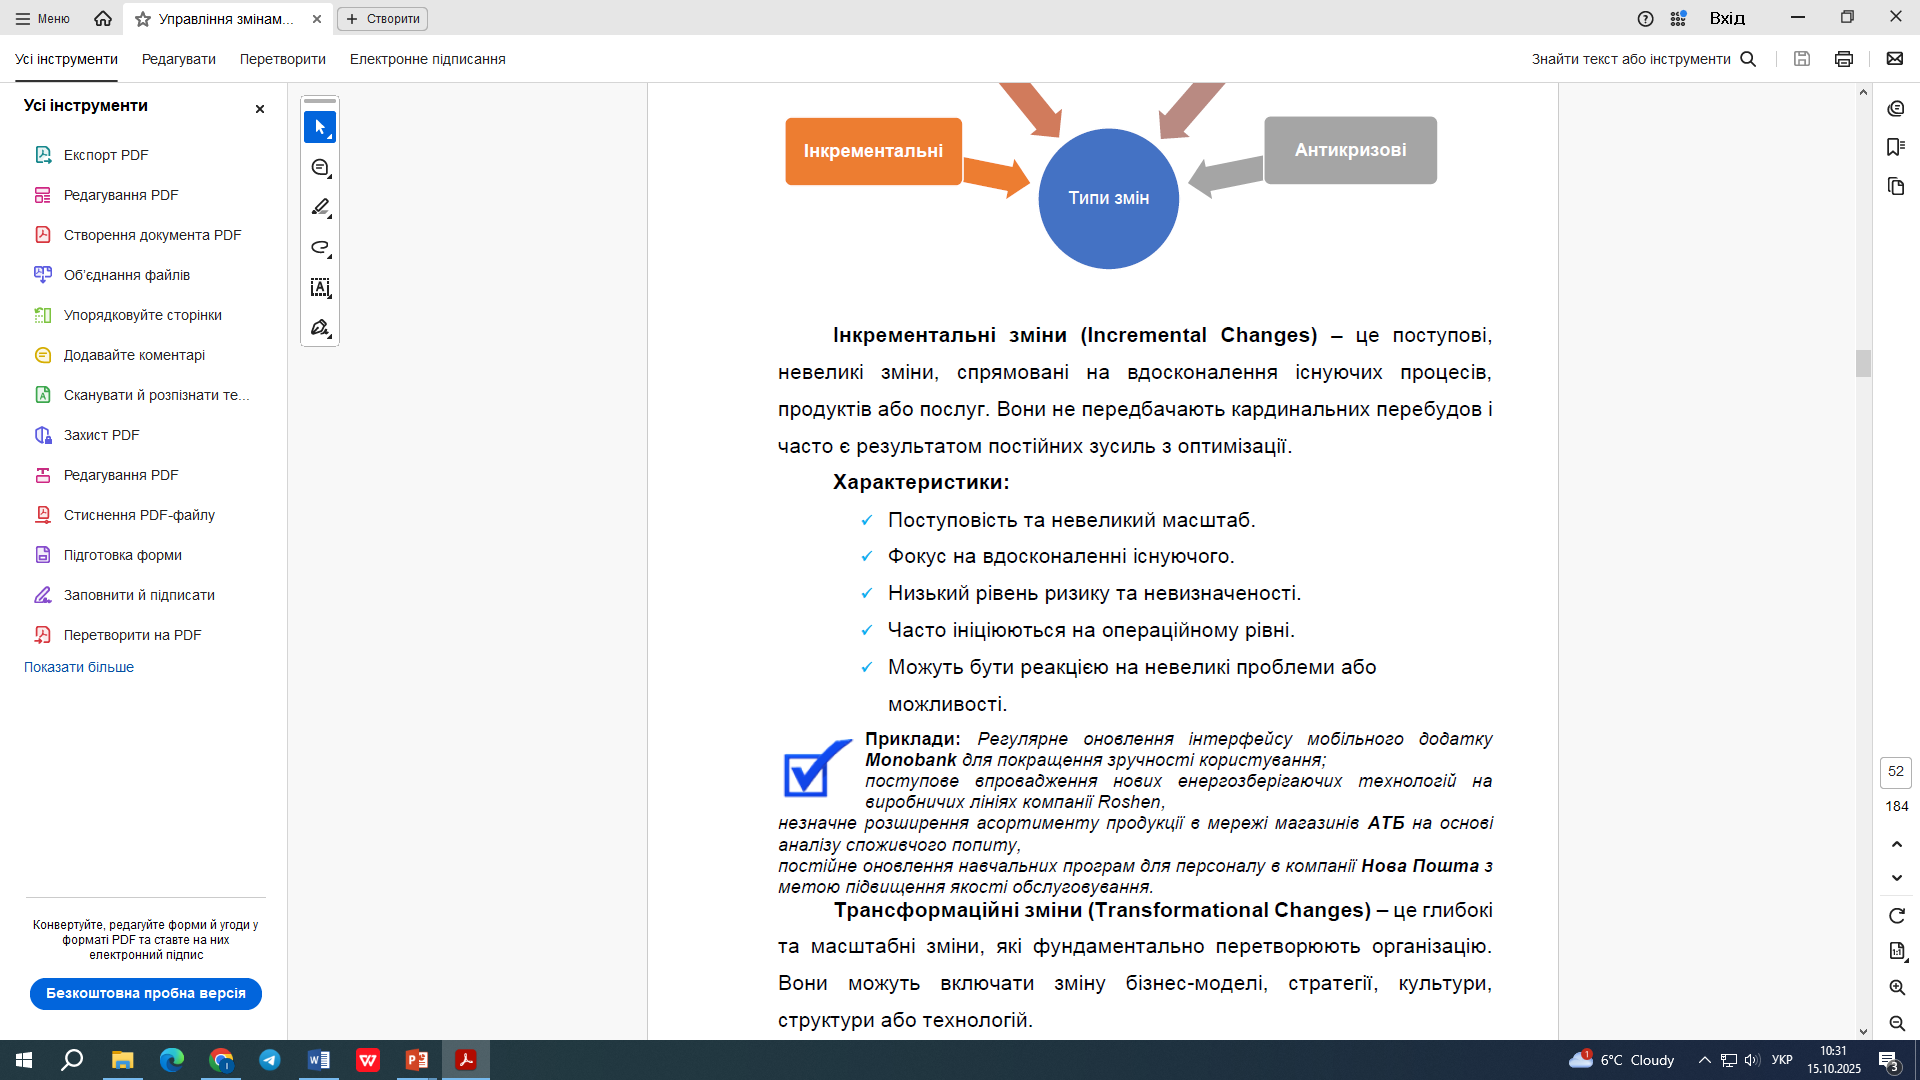 Меню
Управління змінам...
Створити
Вхід
Усі інструменти
Редагувати
Перетворити
Електронне підписання
Знайти текст або інструменти
Усі інструменти
Експорт PDF
Редагування PDF
Створення документа PDF
Об'єднання файлів
Упорядковуйте сторінки
Додавайте коментарі
Сканувати й розпізнати те...
Захист PDF
Редагування PDF
Стиснення PDF-файлу
Підготовка форми
Заповнити й підписати
Перетворити на PDF
Показати більше
Конвертуйте, редагуйте форми й угоди у
форматі PDF та ставте на них
електронний підпис
Безкоштовна пробна версія
Інкрементальні
Антикризові
Типи змін
Інкрементальні зміни (Incremental Changes) – це поступові,
невеликі зміни, спрямовані на вдосконалення існуючих процесів,
продуктів або послуг. Вони не передбачають кардинальних перебудов і
часто є результатом постійних зусиль з оптимізації.
Характеристики:
✓ Поступовість та невеликий масштаб.
✓ Фокус на вдосконаленні існуючого.
✓ Низький рівень ризику та невизначеності.
✓ Часто ініціюються на операційному рівні.
✓ Можуть бути реакцією на невеликі проблеми або
можливості.
Приклади: Регулярне оновлення інтерфейсу мобільного додатку
Monobank для покращення зручності користування;
поступове впровадження нових енергозберігаючих технологій на
виробничих лініях компанії Roshen,
незначне розширення асортименту продукції в мережі магазинів АТБ на основі
аналізу споживчого попиту,
постійне оновлення навчальних програм для персоналу в компанії Нова Пошта з
метою підвищення якості обслуговування.
Трансформаційні зміни (Transformational Changes) – це глибокі
та масштабні зміни, які фундаментально перетворюють організацію.
Вони можуть включати зміну бізнес-моделі, стратегії, культури,
структури або технологій.
52
184
6°C Cloudy
УКР
10:31
15.10.2025
3